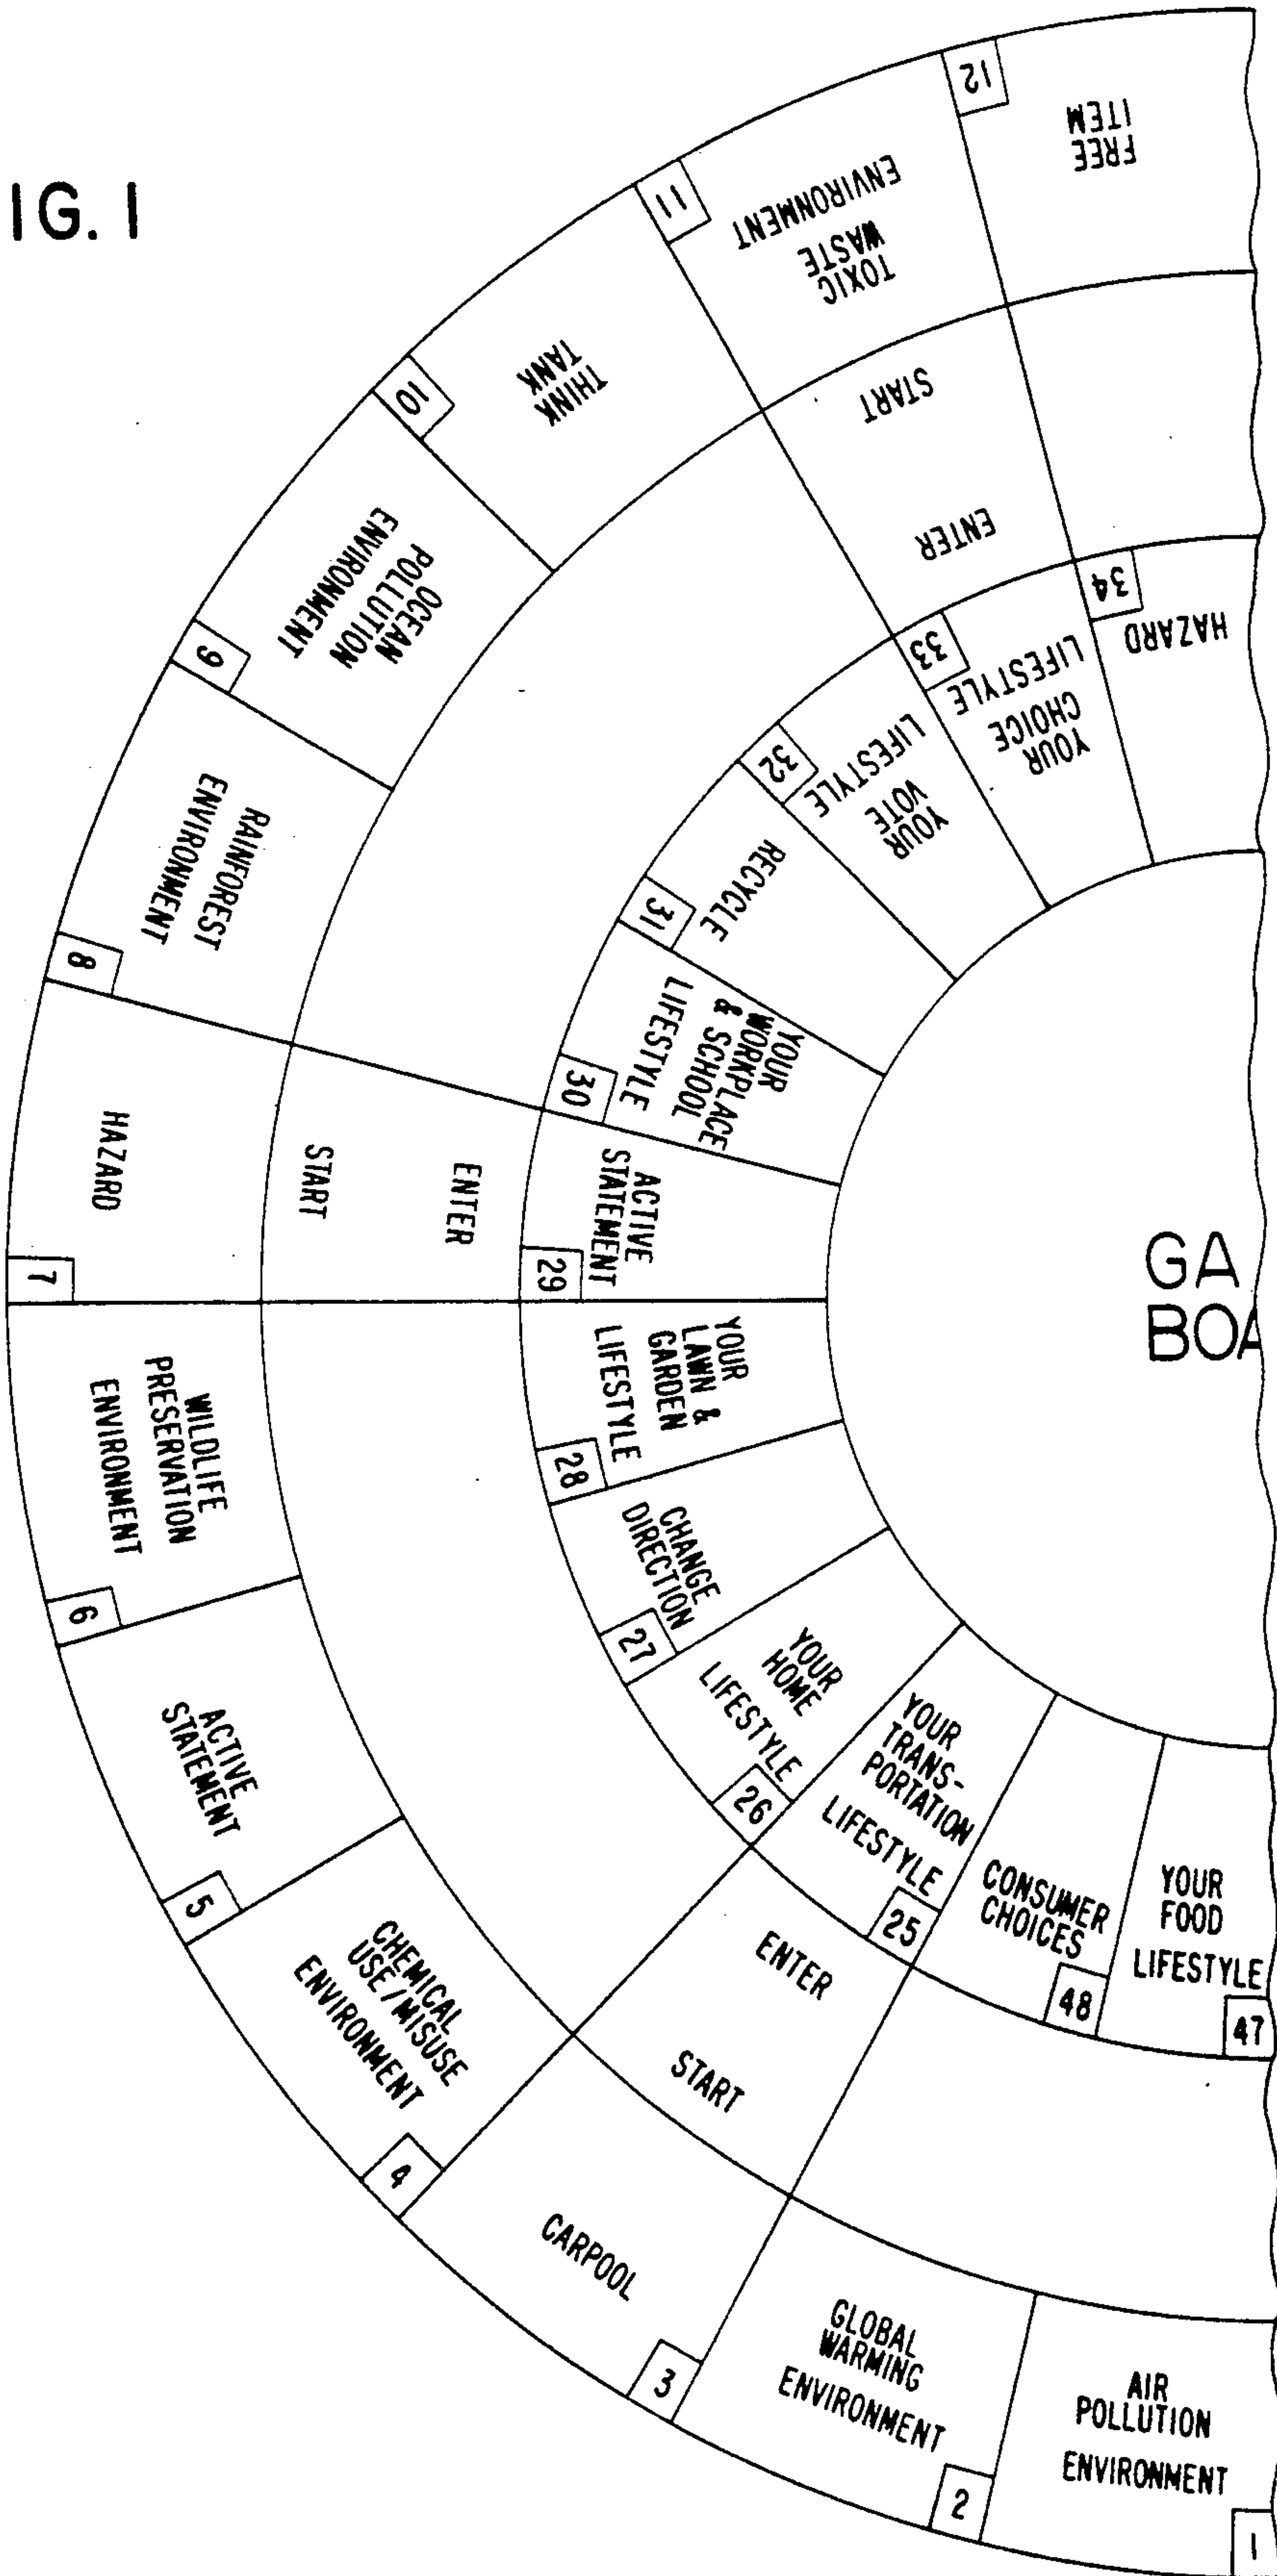 IG. 1
12
FREE
ITEM
11
TOXIC
WASTE
ENVIRONMENT
10
THINK
TANK
9
OCEAN
POLLUTION
ENVIRONMENT
8
RAINFOREST
ENVIRONMENT
7
HAZARD
6
WILDLIFE
PRESERVATION
ENVIRONMENT
5
ACTIVE
STATEMENT
4
CHEMICAL
USE/MISUSE
ENVIRONMENT
3
CARPOOL
2
GLOBAL
WARMING
ENVIRONMENT
1
AIR
POLLUTION
ENVIRONMENT
START
ENTER
START
ENTER
ENTER
START
34
HAZARD
33
YOUR
CHOICE
LIFESTYLE
32
YOUR
VOTE
LIFESTYLE
31
RECYCLE
30
YOUR
WORKPLACE
& SCHOOL
LIFESTYLE
29
ACTIVE
STATEMENT
28
YOUR
LAWN &
GARDEN
LIFESTYLE
27
CHANGE
DIRECTION
26
YOUR
HOME
LIFESTYLE
25
YOUR
TRANS-
PORTATION
LIFESTYLE
48
CONSUMER
CHOICES
47
YOUR
FOOD
LIFESTYLE
GA
BOA